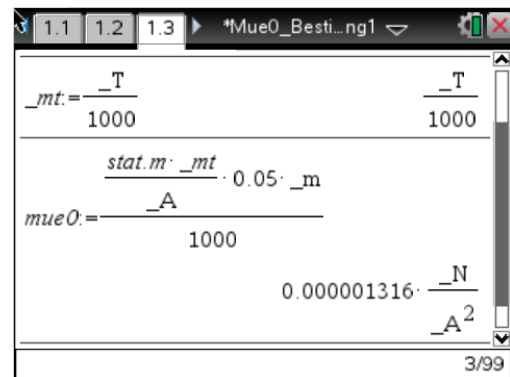 1.1 1.2 1.3 *Mue0_Besti...ng1
_mt:=_T/1000 _T/1000
mue0:=stat.m·_mt/_A·0.05·_m/1000
0.000001316·_N/_A²
3/99